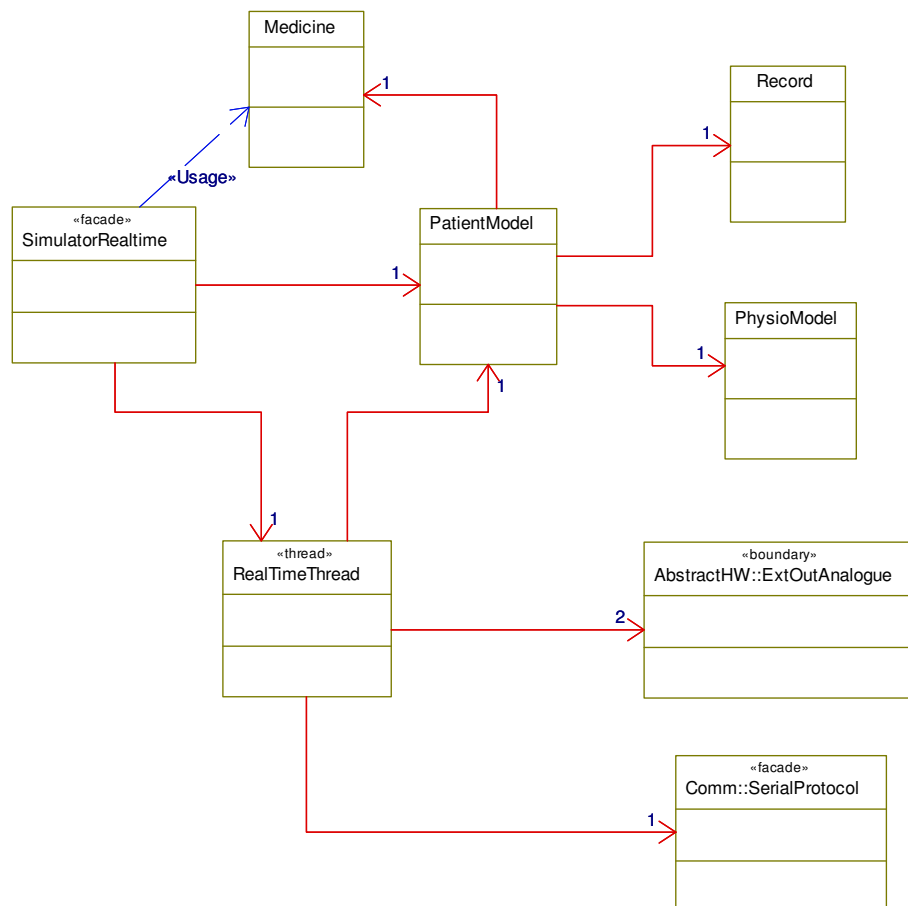 Medicine
1
Record
1
«Usage»
«facade»
SimulatorRealtime
PatientModel
1
PhysioModel
1
1
1
«thread»
RealTimeThread
«boundary»
AbstractHW::ExtOutAnalogue
2
«facade»
Comm::SerialProtocol
1